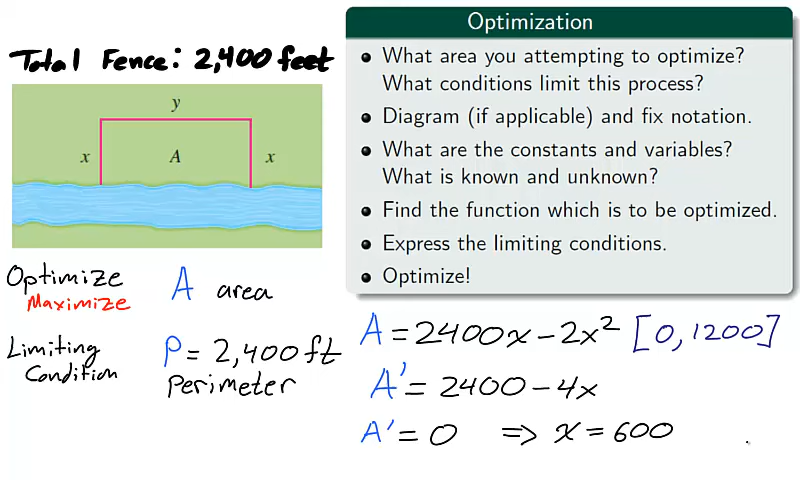 Total Fence: 2,400 feet
y
x A x
Optimize A area
Maximize
Limiting P = 2,400 ft
Condition Perimeter
Optimization
• What area you attempting to optimize?
What conditions limit this process?
• Diagram (if applicable) and fix notation.
• What are the constants and variables?
What is known and unknown?
• Find the function which is to be optimized.
• Express the limiting conditions.
• Optimize!
A = 2400x − 2x² [0, 1200]
A' = 2400 − 4x
A' = 0 ⇒ x = 600